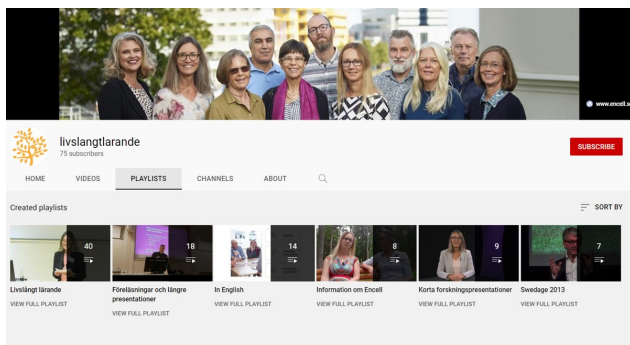 www.encell.s
livslangtlarande
75 subscribers
SUBSCRIBE
HOME VIDEOS PLAYLISTS CHANNELS ABOUT
Created playlists
SORT BY
40 18 14 8 9 7
Livslångt lärande
VIEW FULL PLAYLIST
Föreläsningar och längre
presentationer
VIEW FULL PLAYLIST
In English
VIEW FULL PLAYLIST
Information om Encell
VIEW FULL PLAYLIST
Korta forskningspresentationer
VIEW FULL PLAYLIST
Swedage 2013
VIEW FULL PLAYLIST